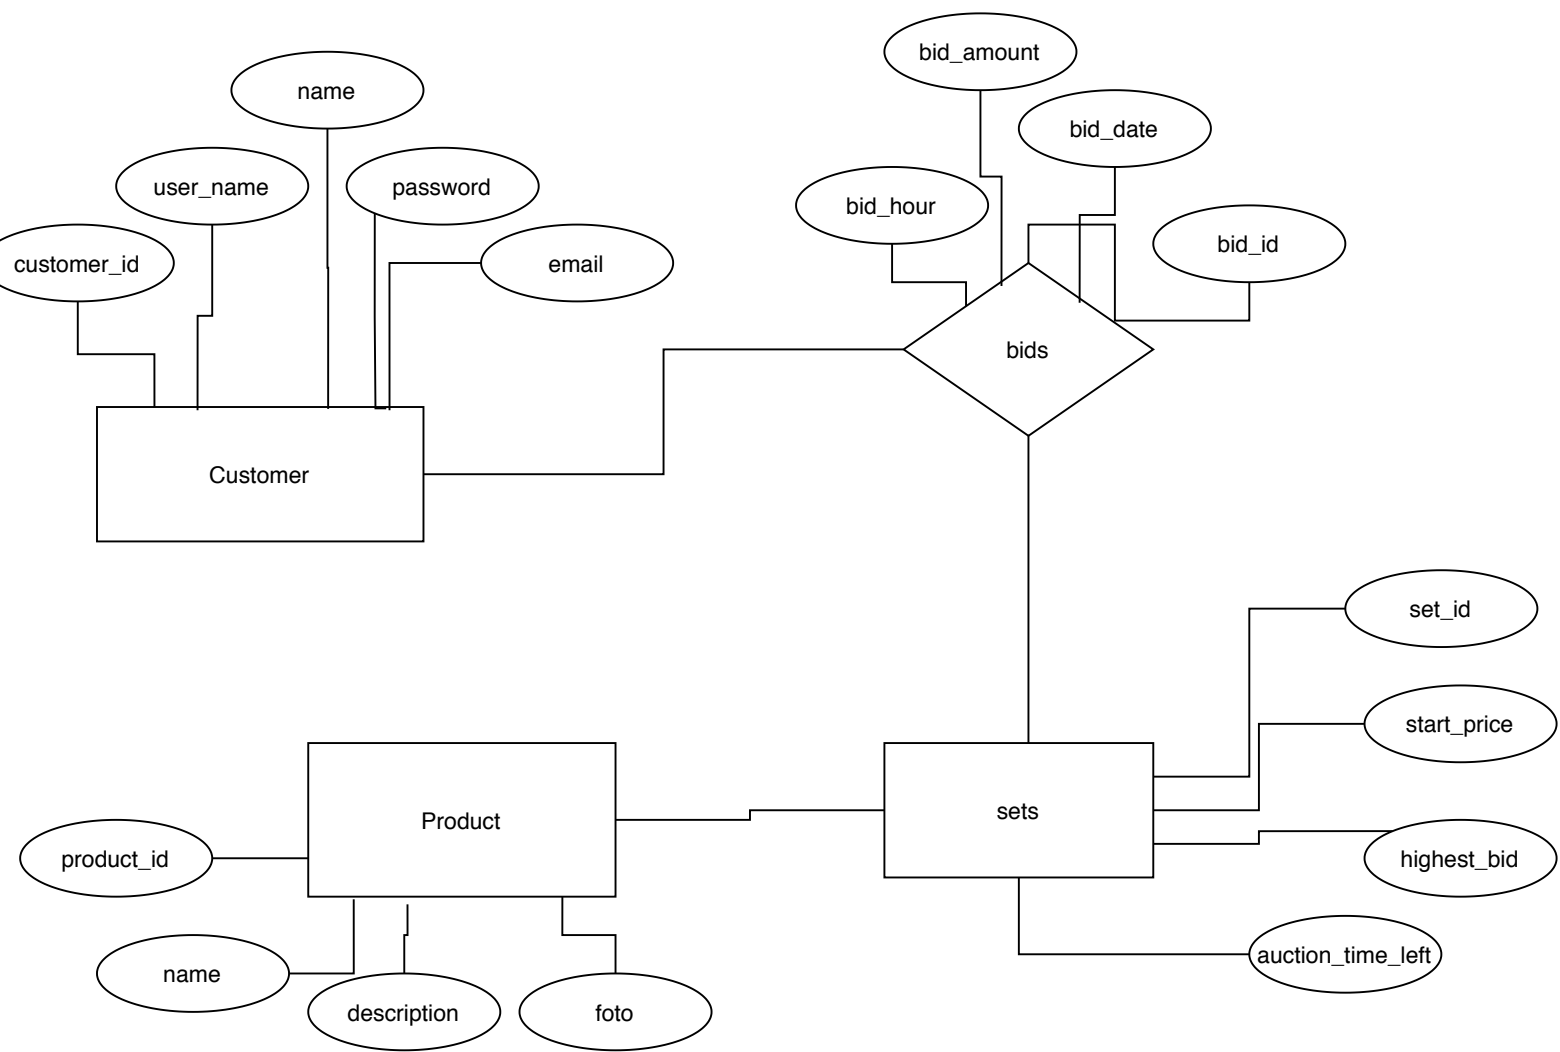 bid_amount
name
bid_date
user_name
password
bid_hour
bid_id
customer_id
email
bids
Customer
set_id
start_price
sets
Product
product_id
highest_bid
auction_time_left
name
description
foto